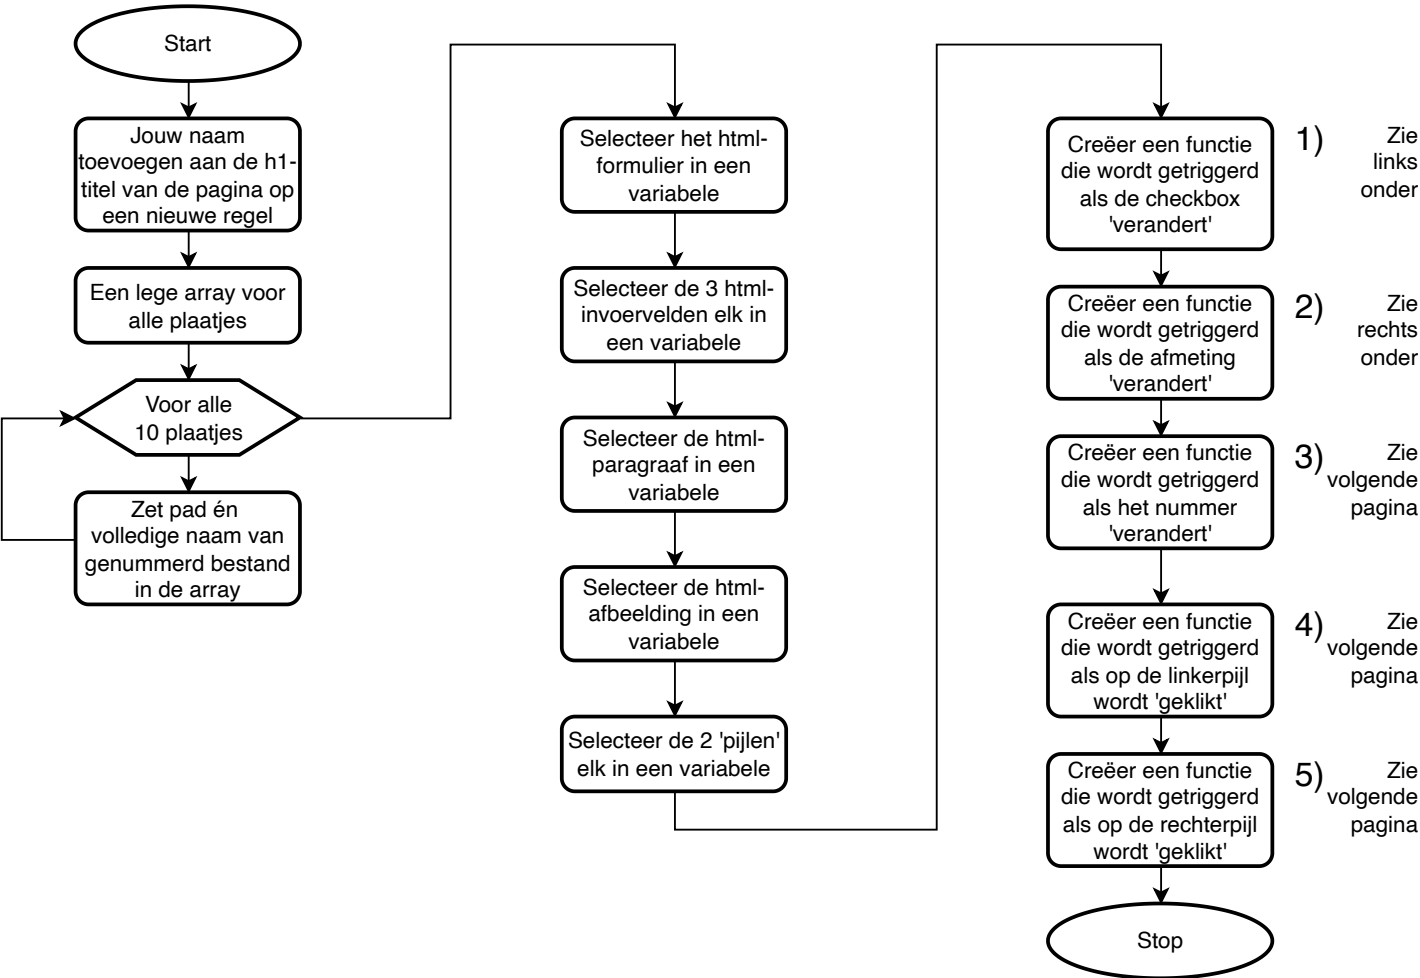 Start
Jouw naam
toevoegen aan de h1-
titel van de pagina op
een nieuwe regel
Een lege array voor
alle plaatjes
Voor alle
10 plaatjes
Zet pad én
volledige naam van
genummerd bestand
in de array
Selecteer het html-
formulier in een
variabele
Selecteer de 3 html-
invoervelden elk in
een variabele
Selecteer de html-
paragraaf in een
variabele
Selecteer de html-
afbeelding in een
variabele
Selecteer de 2 'pijlen'
elk in een variabele
Creëer een functie
die wordt getriggerd
als de checkbox
'verandert'
1)
Zie
links
onder
Creëer een functie
die wordt getriggerd
als de afmeting
'verandert'
2)
Zie
rechts
onder
Creëer een functie
die wordt getriggerd
als het nummer
'verandert'
3)
Zie
volgende
pagina
Creëer een functie
die wordt getriggerd
als op de linkerpijl
wordt 'geklikt'
4)
Zie
volgende
pagina
Creëer een functie
die wordt getriggerd
als op de rechterpijl
wordt 'geklikt'
5)
Zie
volgende
pagina
Stop